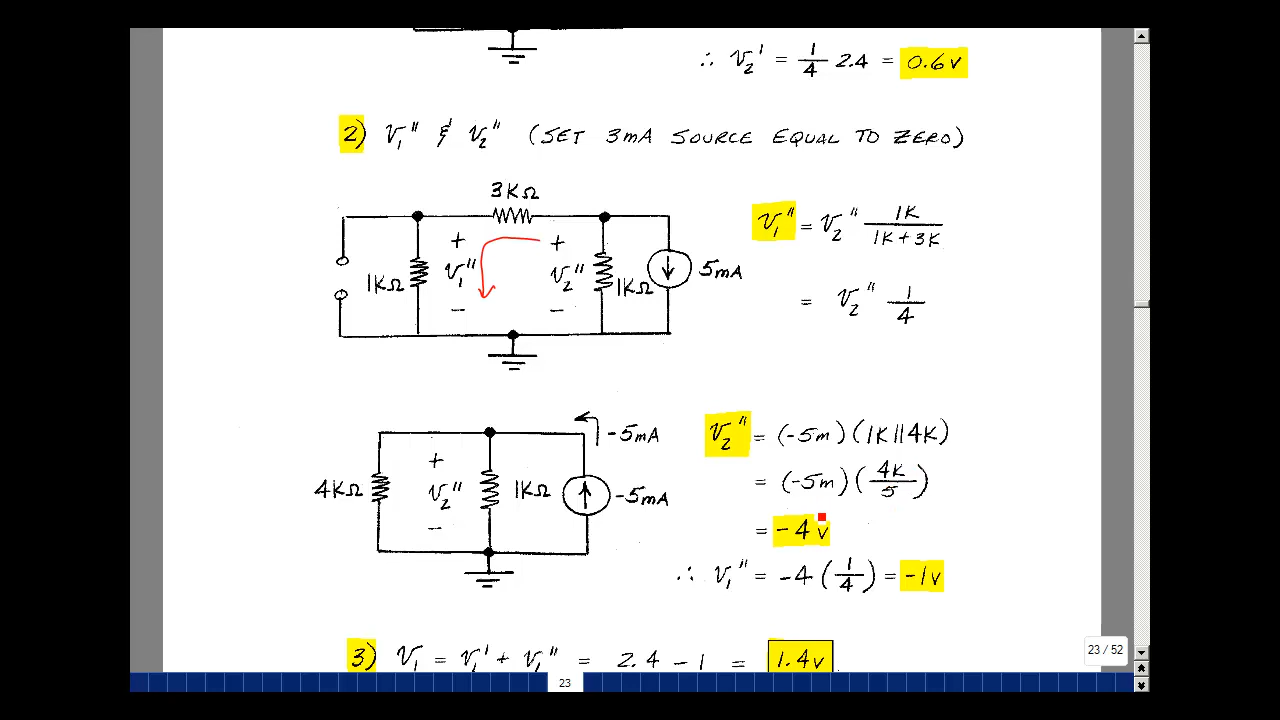 ∴ V₂' = 1/4 2.4 = 0.6V
2) V₁" & V₂" (SET 3mA SOURCE EQUAL TO ZERO)
3KΩ
V₁" = V₂" 1K/(1K+3K)
+ +
1KΩ V₁" V₂" 1KΩ 5mA
− −
= V₂" 1/4
-5mA
V₂" = (-5m)(1K||4K)
+
4KΩ V₂" 1KΩ -5mA
−
= (-5m)(4K/5)
= -4V
∴ V₁" = -4(1/4) = -1V
3) V₁ = V₁' + V₁" = 2.4 - 1 = 1.4V
23 / 52
23